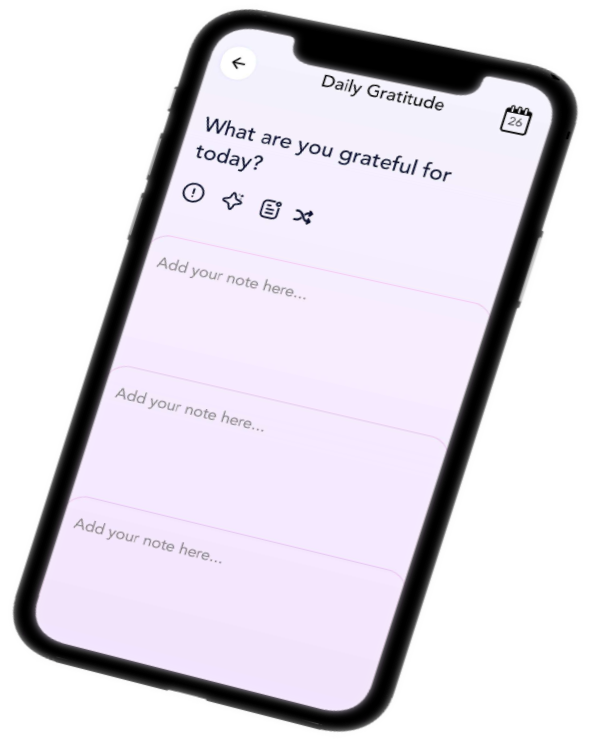 Daily Gratitude
26
What are you grateful for
today?
Add your note here...
Add your note here...
Add your note here...